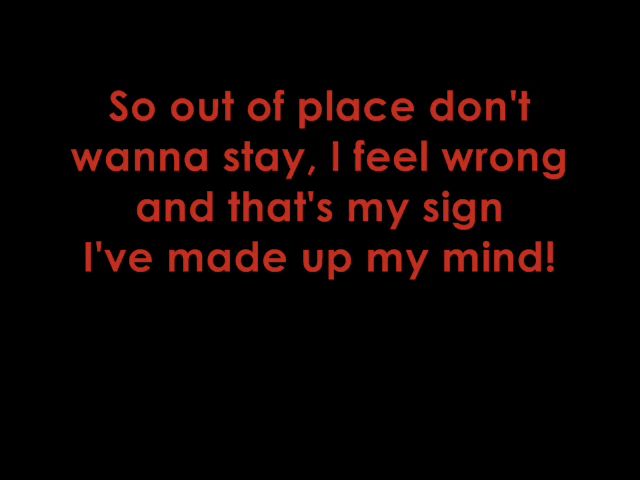 So out of place don't
wanna stay, I feel wrong
and that's my sign
I've made up my mind!